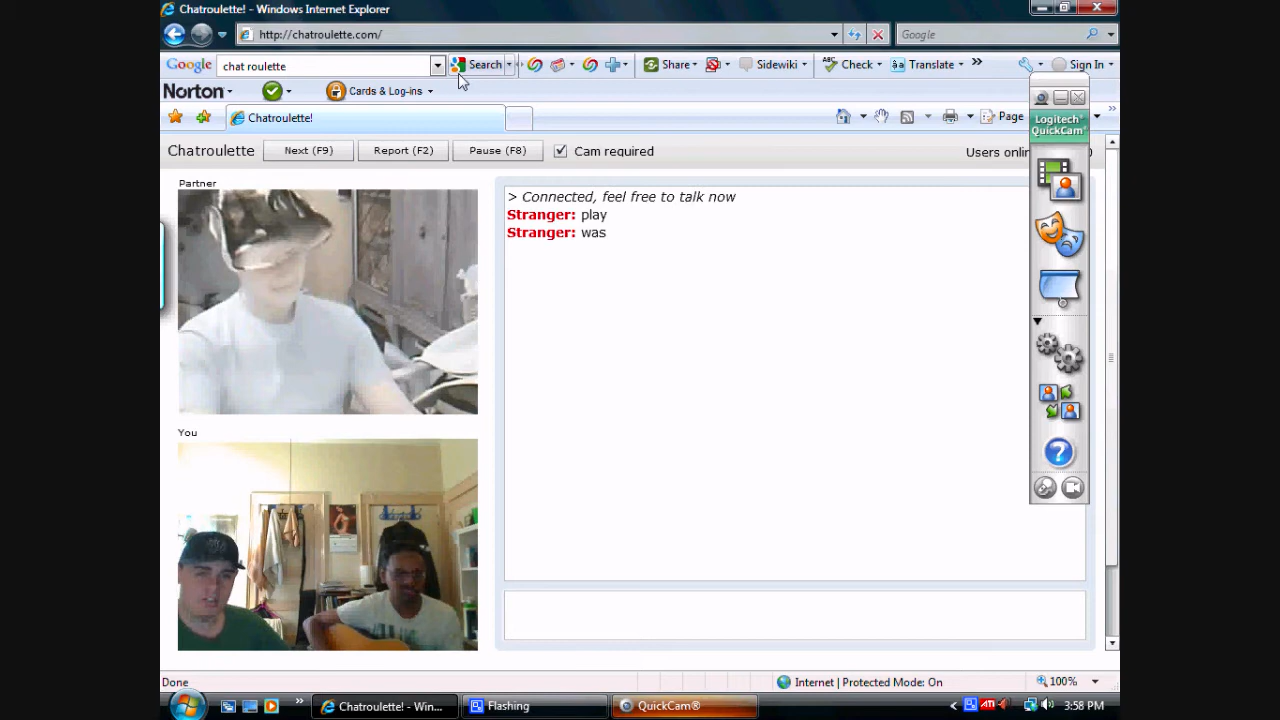 Chatroulette! - Windows Internet Explorer
http://chatroulette.com/
Google
Google
chat roulette
Search
Share
Sidewiki
Check
Translate
Sign In
Norton
Cards & Log-ins
Chatroulette!
Page
Logitech®
QuickCam®
Chatroulette
Next (F9)
Report (F2)
Pause (F8)
Cam required
Users onlin
Partner
> Connected, feel free to talk now
Stranger: play
Stranger: was
You
Done
Internet | Protected Mode: On
100%
Chatroulette! - Win...
Flashing
QuickCam®
ATI
3:58 PM